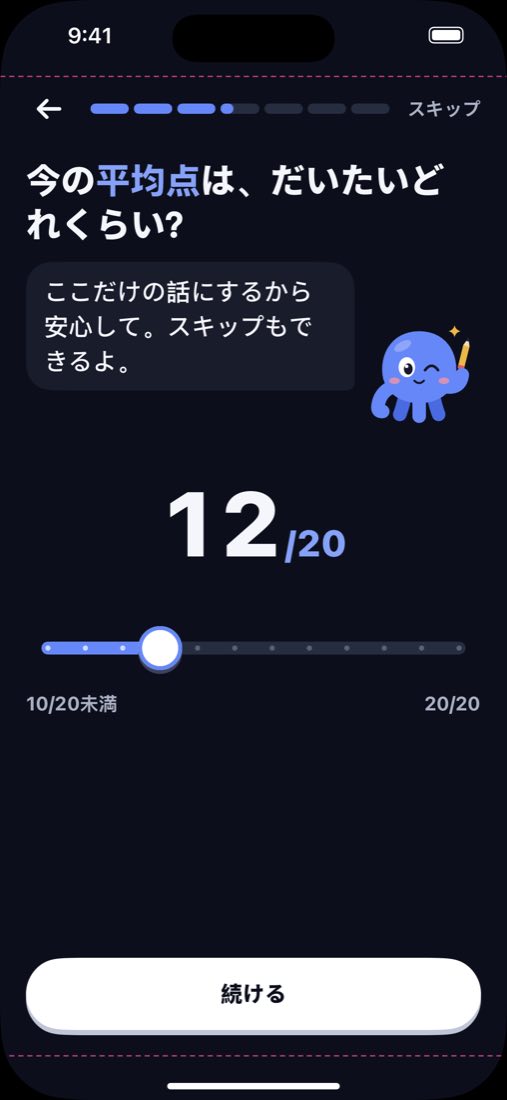 9:41
スキップ
今の平均点は、だいたいど
れくらい?
ここだけの話にするから
安心して。スキップもで
きるよ。
12/20
10/20未満
20/20
続ける